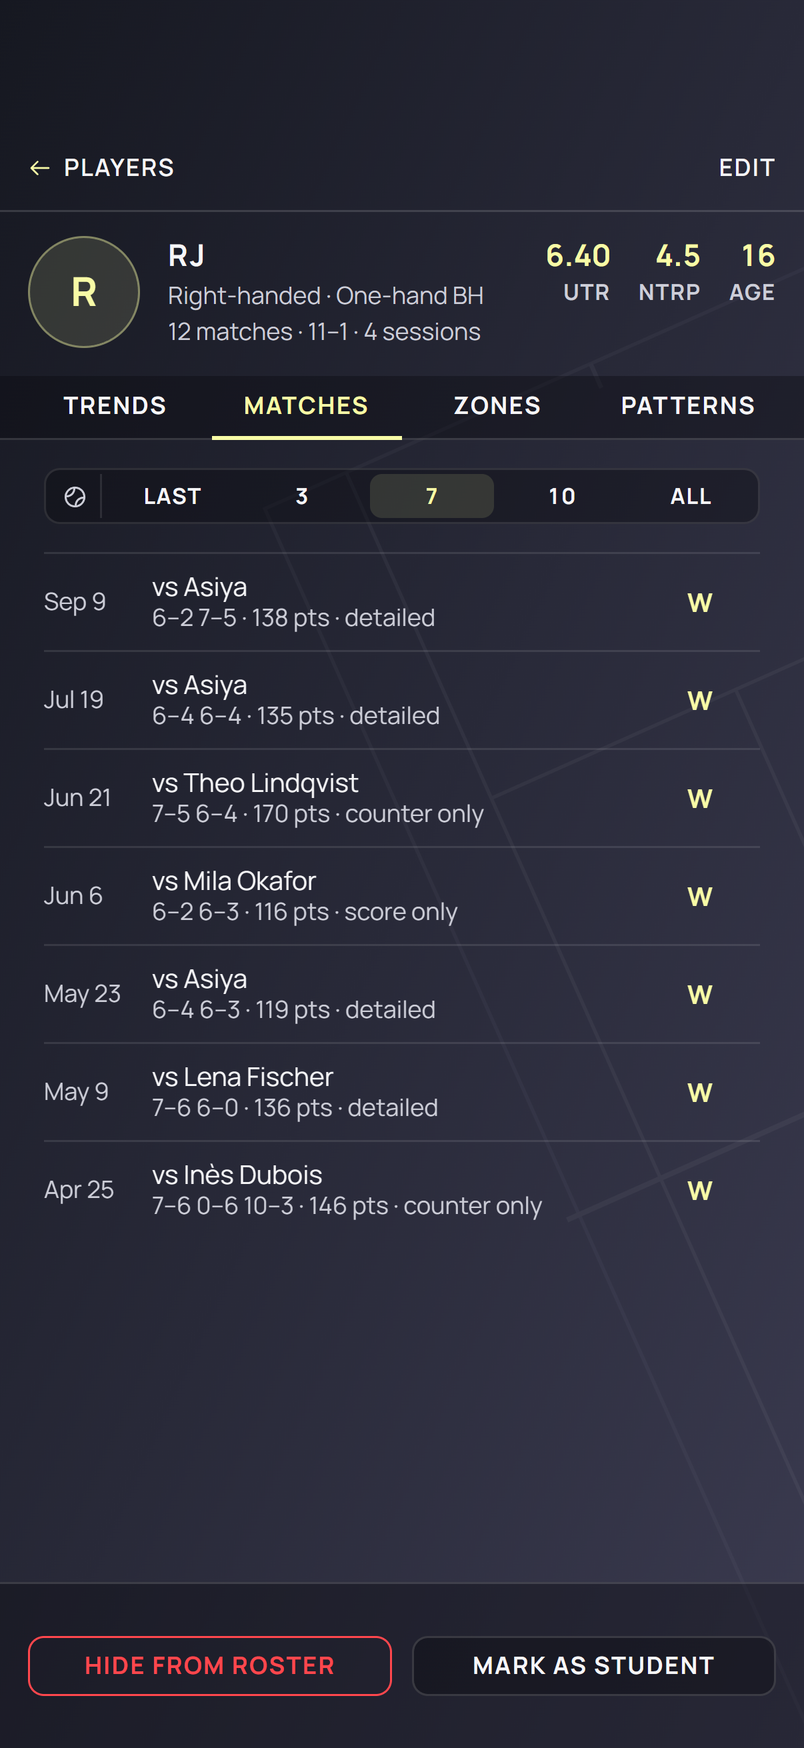 ← PLAYERS
EDIT
R
RJ
Right-handed · One-hand BH
12 matches · 11–1 · 4 sessions
6.40 4.5 16
UTR NTRP AGE
TRENDS MATCHES ZONES PATTERNS
LAST 3 7 10 ALL
Sep 9
vs Asiya
6–2 7–5 · 138 pts · detailed
W
Jul 19
vs Asiya
6–4 6–4 · 135 pts · detailed
W
Jun 21
vs Theo Lindqvist
7–5 6–4 · 170 pts · counter only
W
Jun 6
vs Mila Okafor
6–2 6–3 · 116 pts · score only
W
May 23
vs Asiya
6–4 6–3 · 119 pts · detailed
W
May 9
vs Lena Fischer
7–6 6–0 · 136 pts · detailed
W
Apr 25
vs Inès Dubois
7–6 0–6 10–3 · 146 pts · counter only
W
HIDE FROM ROSTER
MARK AS STUDENT